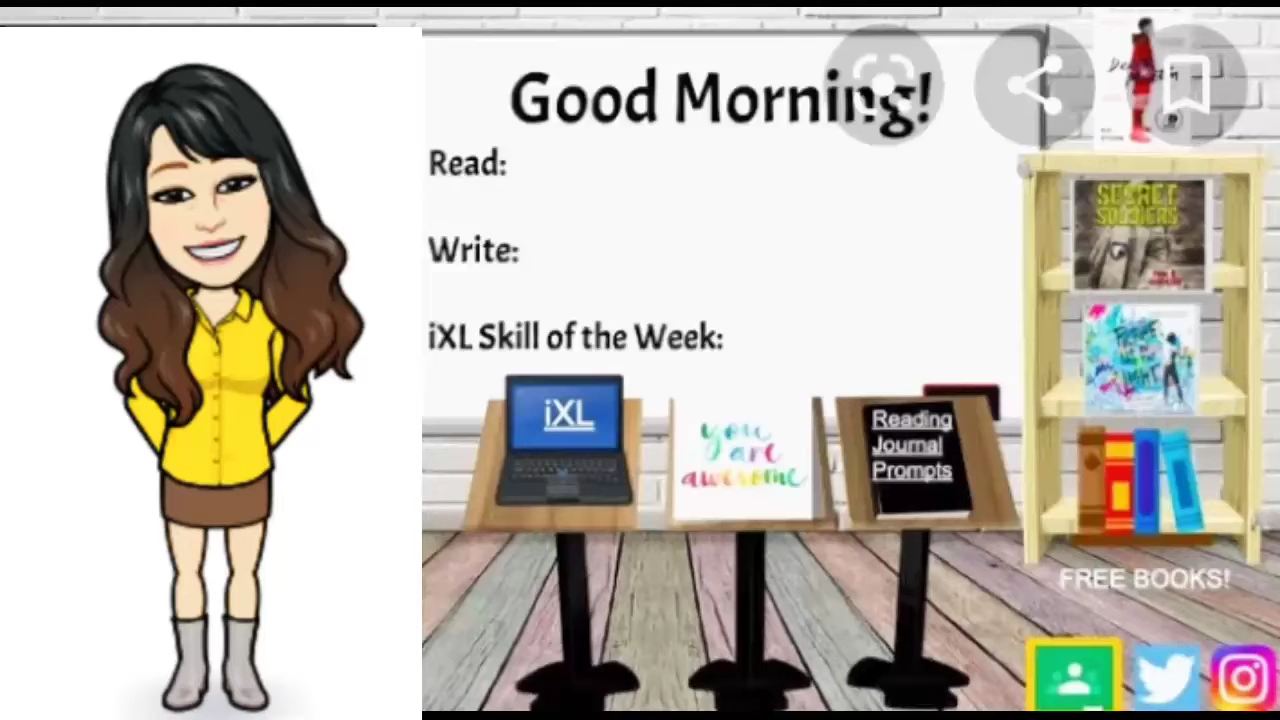 Good Morning!
Read:
Write:
iXL Skill of the Week:
iXL
you
are
awesome
Reading
Journal
Prompts
SECRET
SOLDIERS
FREE BOOKS!